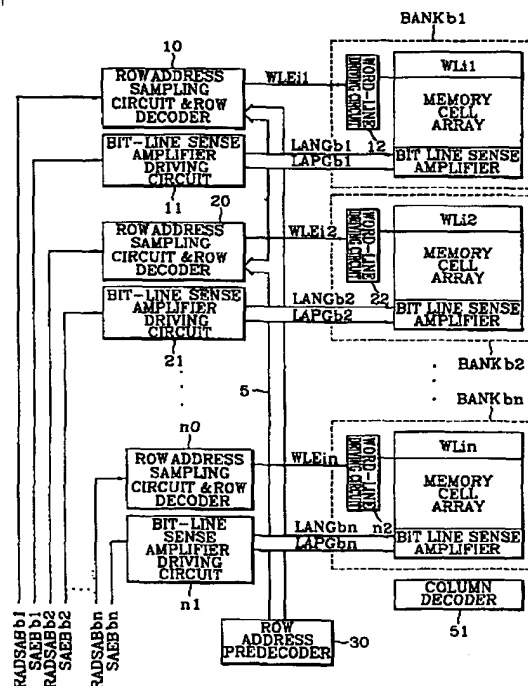 BANKb1
10
ROW ADDRESS
SAMPLING
CIRCUIT & ROW
DECODER
WLEi1
WORD-LINE
DRIVING
CIRCUIT
12
WLi1
MEMORY
CELL
ARRAY
BIT LINE SENSE
AMPLIFIER
BIT-LINE SENSE
AMPLIFIER
DRIVING
CIRCUIT
11
LANGb1
LAPGb1
20
ROW ADDRESS
SAMPLING
CIRCUIT & ROW
DECODER
WLEi2
WORD-LINE
DRIVING
CIRCUIT
22
WLi2
MEMORY
CELL
ARRAY
BIT LINE SENSE
AMPLIFIER
BIT-LINE SENSE
AMPLIFIER
DRIVING
CIRCUIT
21
LANGb2
LAPGb2
BANKb2
5
BANKbn
n0
ROW ADDRESS
SAMPLING
CIRCUIT & ROW
DECODER
WLEin
WORD-LINE
DRIVING
CIRCUIT
n2
WLin
MEMORY
CELL
ARRAY
BIT LINE SENSE
AMPLIFIER
BIT-LINE
SENSE
AMPLIFIER
DRIVING
CIRCUIT
n1
LANGbn
LAPGbn
COLUMN
DECODER
51
ROW
ADDRESS
PREDECODER
30
RADSABb1
SAEBb1
RADSABb2
SAEBb2
RADSABbn
SAEBbn